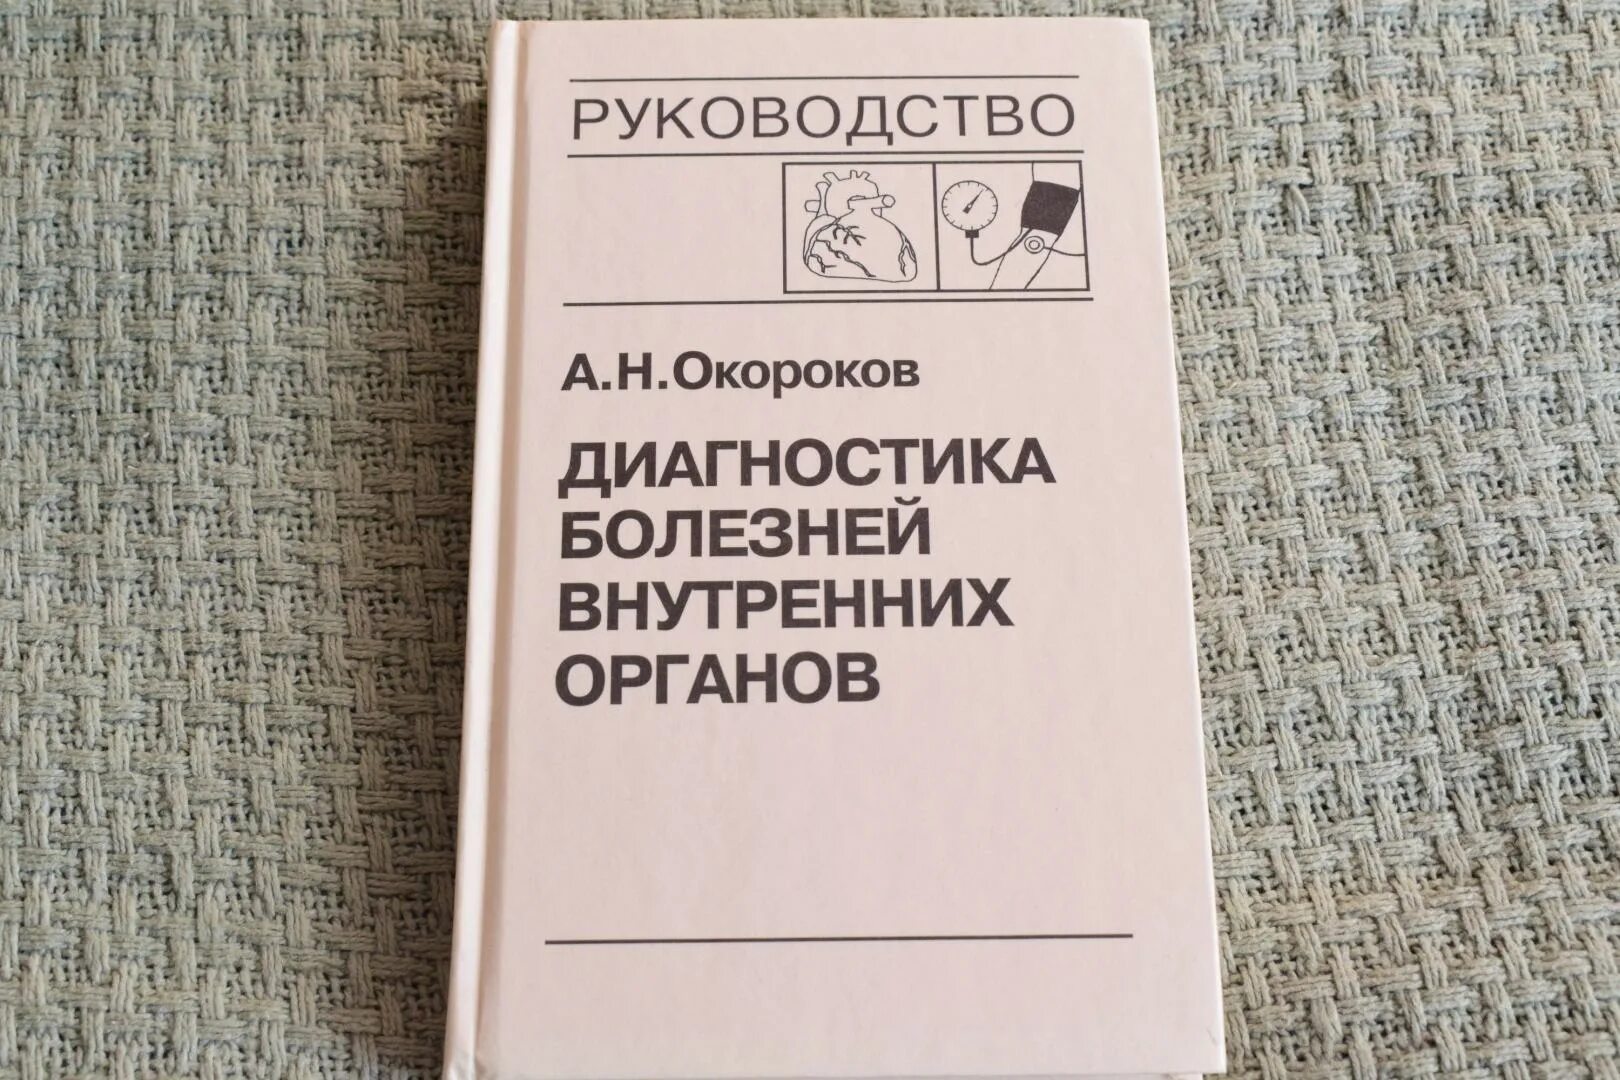 РУКОВОДСТВО
А.Н.Окороков
ДИАГНОСТИКА
БОЛЕЗНЕЙ
ВНУТРЕННИХ
ОРГАНОВ